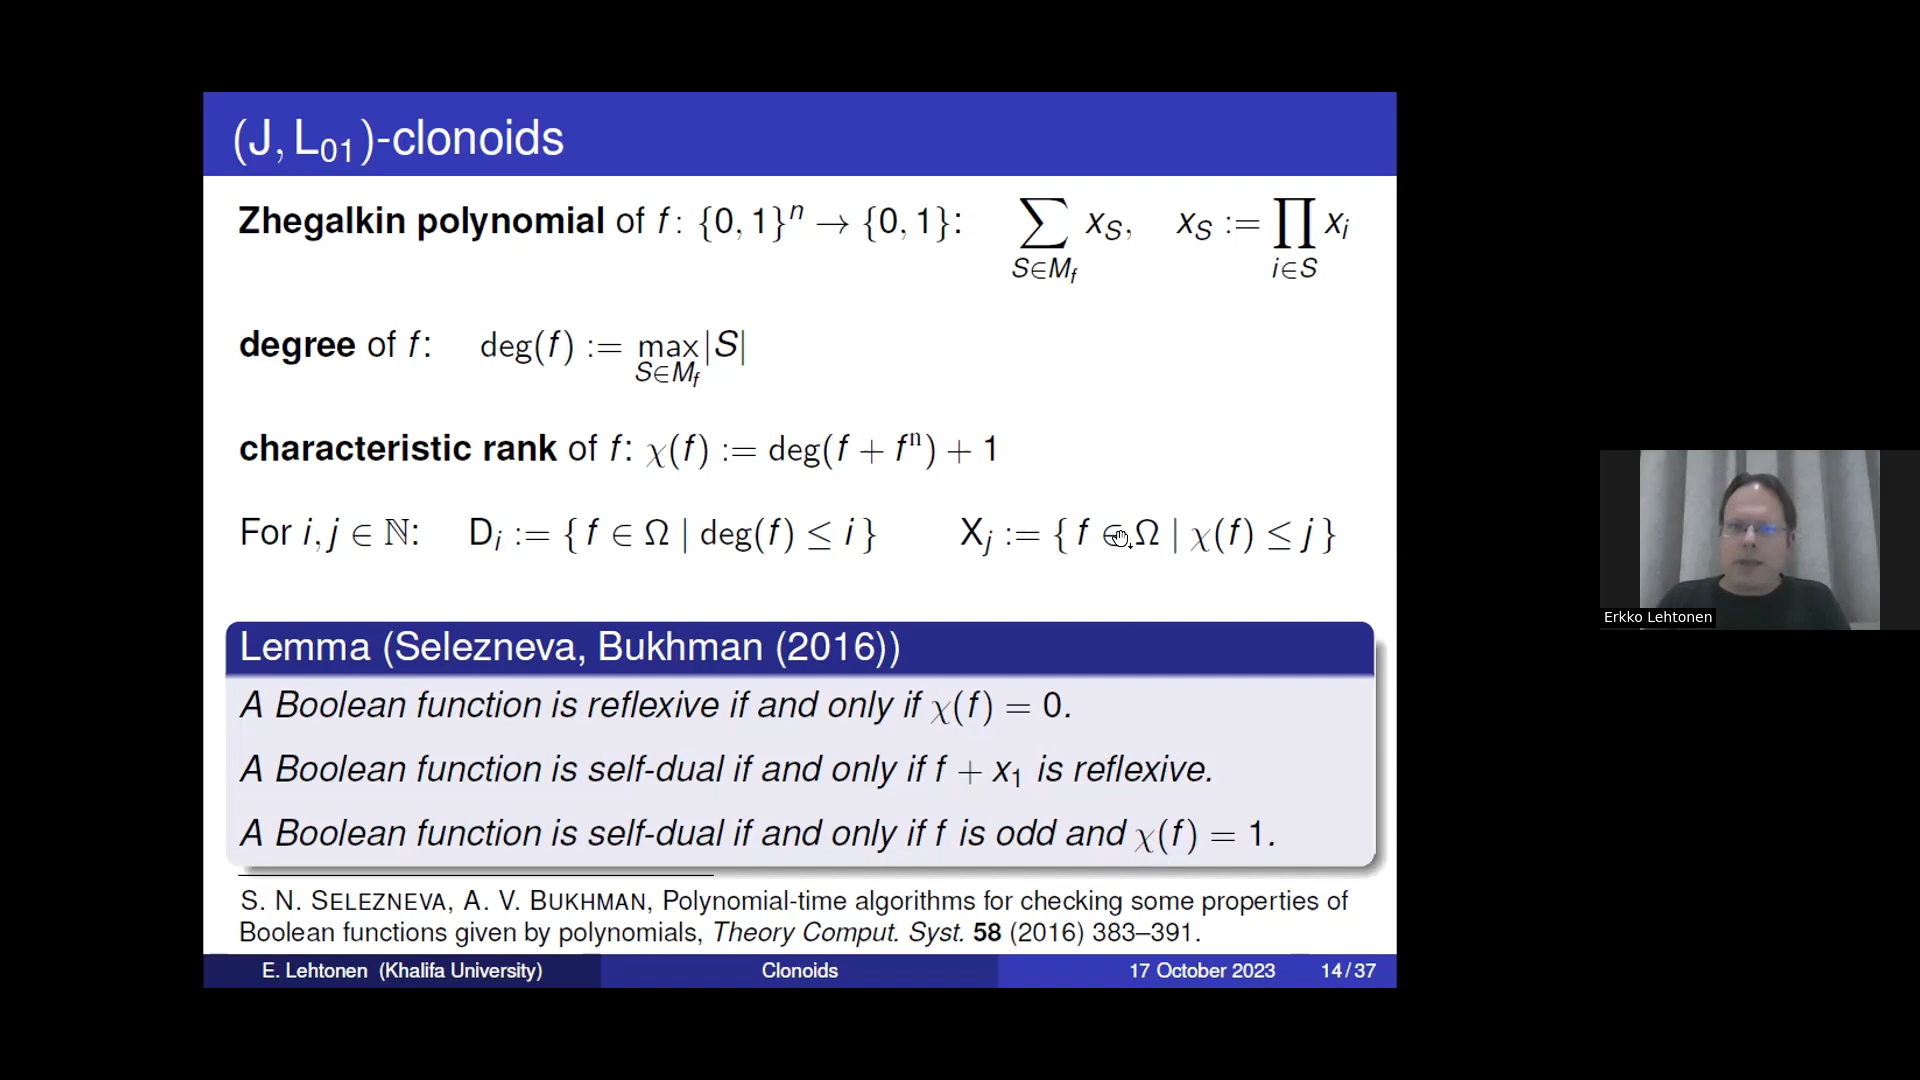 (J, L₀₁)-clonoids
Zhegalkin polynomial of f: {0, 1}ⁿ → {0, 1}: ∑_{S∈M_f} x_S, x_S := ∏_{i∈S} x_i
degree of f: deg(f) := max_{S∈M_f} |S|
characteristic rank of f: χ(f) := deg(f + fⁿ) + 1
For i, j ∈ ℕ: D_i := { f ∈ Ω | deg(f) ≤ i } X_j := { f ∈ Ω | χ(f) ≤ j }
Lemma (Selezneva, Bukhman (2016))
A Boolean function is reflexive if and only if χ(f) = 0.
A Boolean function is self-dual if and only if f + x₁ is reflexive.
A Boolean function is self-dual if and only if f is odd and χ(f) = 1.
S. N. SELEZNEVA, A. V. BUKHMAN, Polynomial-time algorithms for checking some properties of
Boolean functions given by polynomials, Theory Comput. Syst. 58 (2016) 383–391.
E. Lehtonen (Khalifa University) Clonoids 17 October 2023 14/37
Erkko Lehtonen